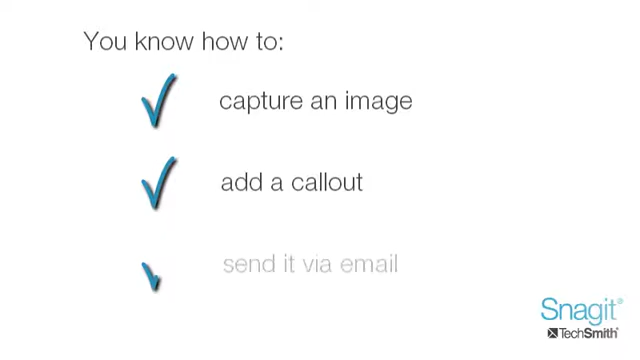 You know how to:
capture an image
add a callout
send it via email
Snagit®
TechSmith®